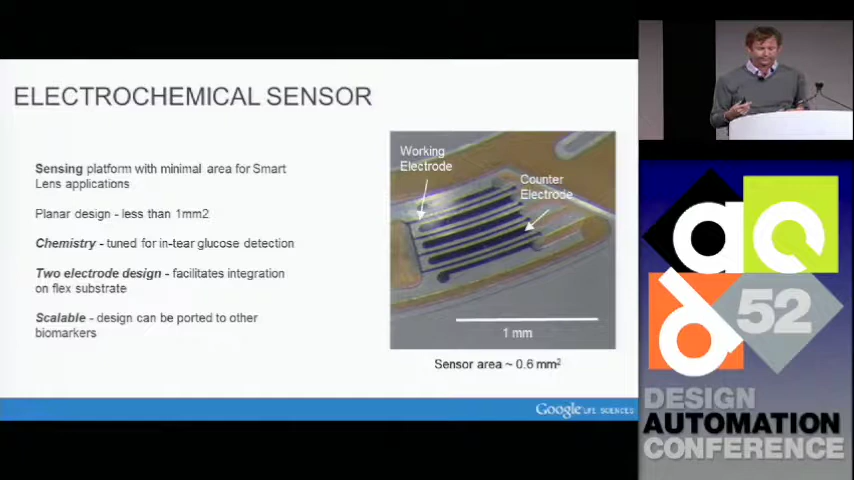 ELECTROCHEMICAL SENSOR
Sensing platform with minimal area for Smart
Lens applications
Planar design - less than 1mm2
Chemistry - tuned for in-tear glucose detection
Two electrode design - facilitates integration
on flex substrate
Scalable - design can be ported to other
biomarkers
Working
Electrode
Counter
Electrode
1 mm
Sensor area ~ 0.6 mm²
Google LIFE SCIENCES
dac
52
DESIGN
AUTOMATION
CONFERENCE